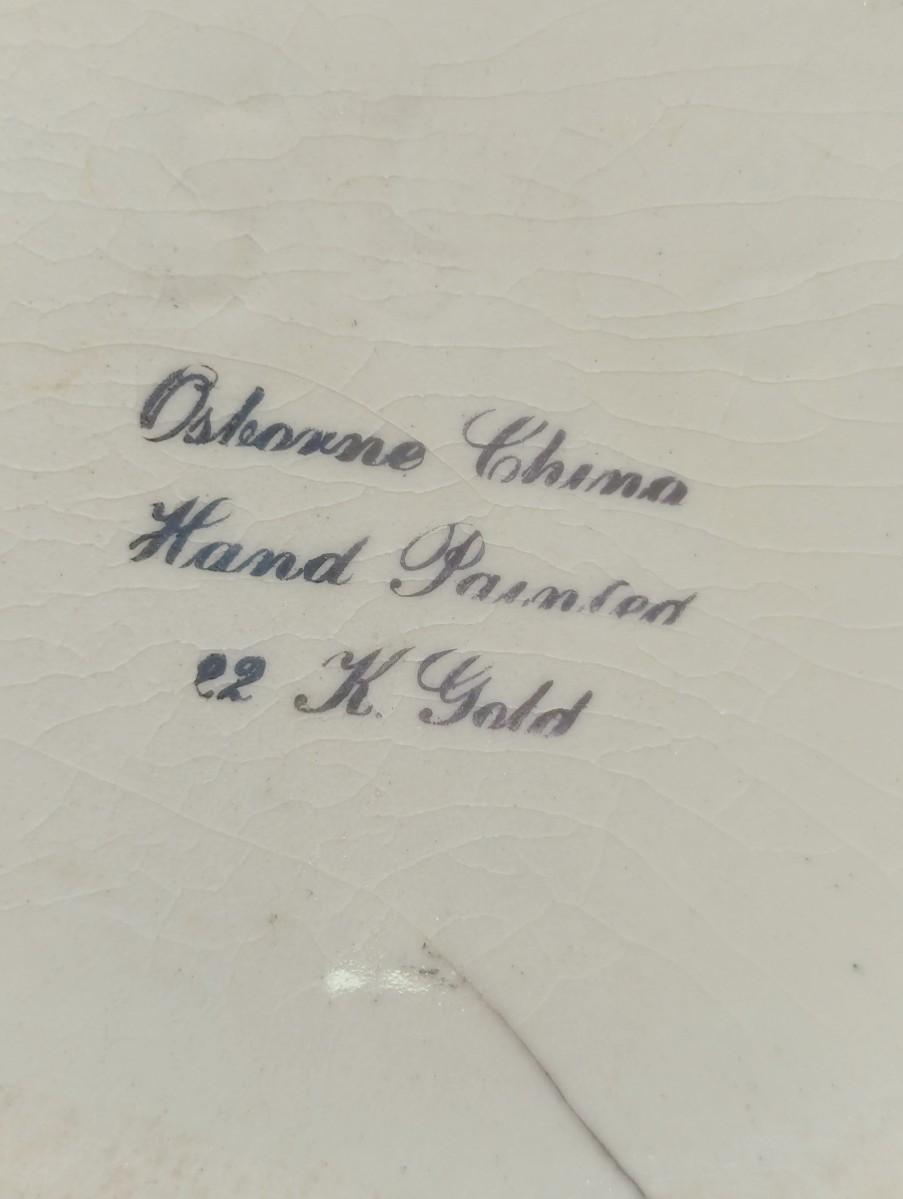 Osborne China
Hand Painted
22 K. Gold